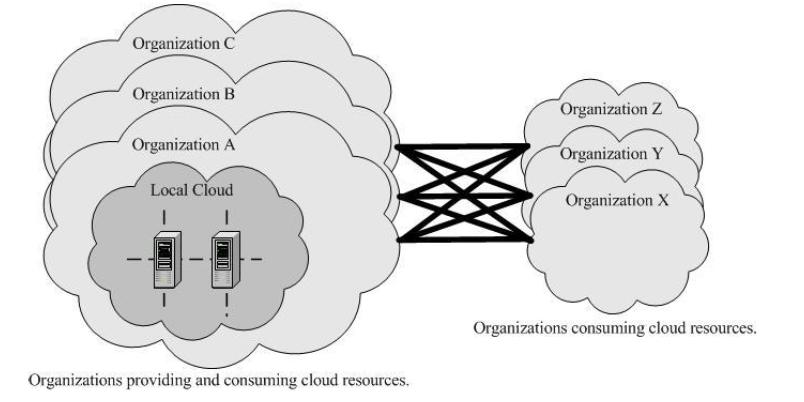 Organization C
Organization B
Organization A
Local Cloud
Organization Z
Organization Y
Organization X
Organizations consuming cloud resources.
Organizations providing and consuming cloud resources.